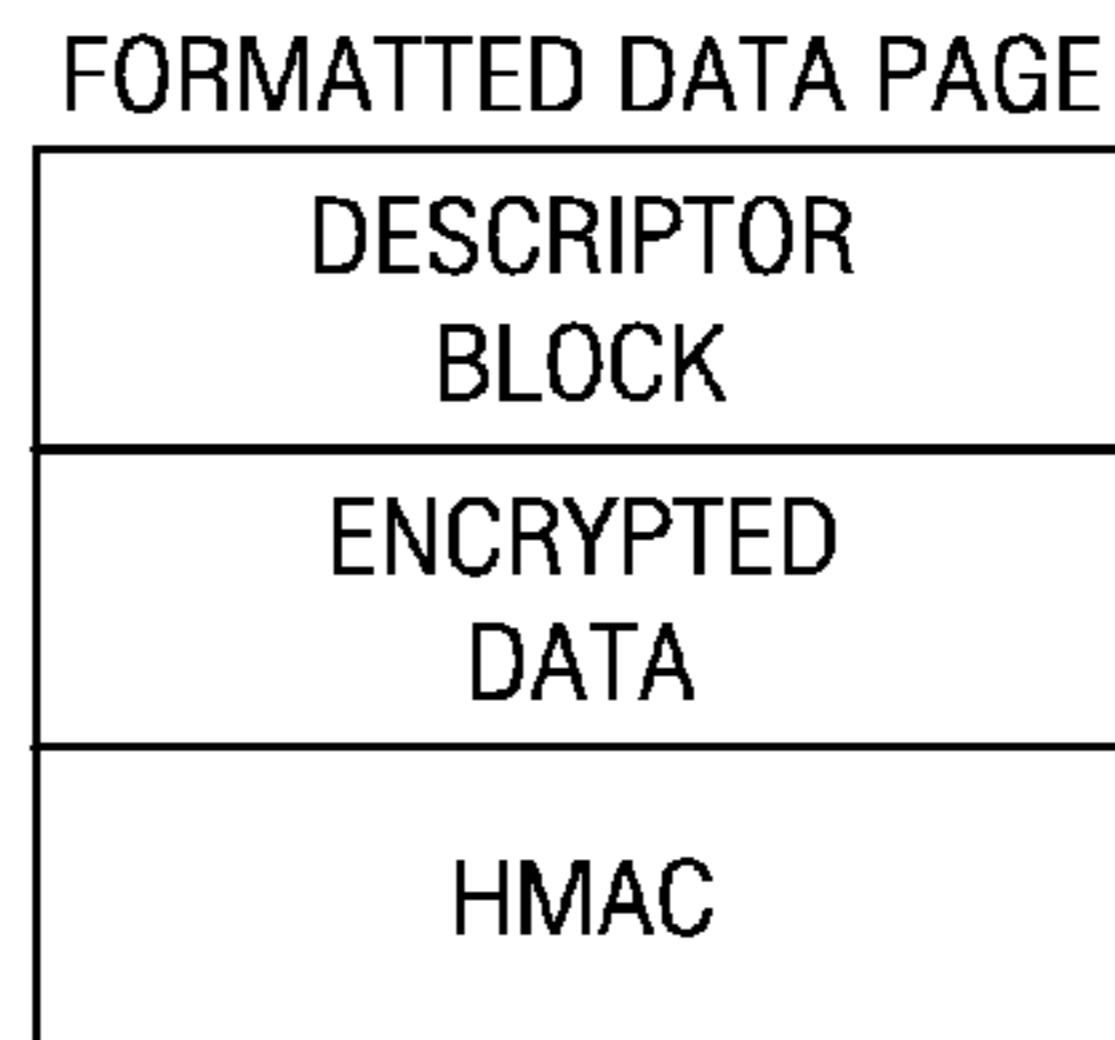 FORMATTED DATA PAGE
DESCRIPTOR
BLOCK
ENCRYPTED
DATA
HMAC